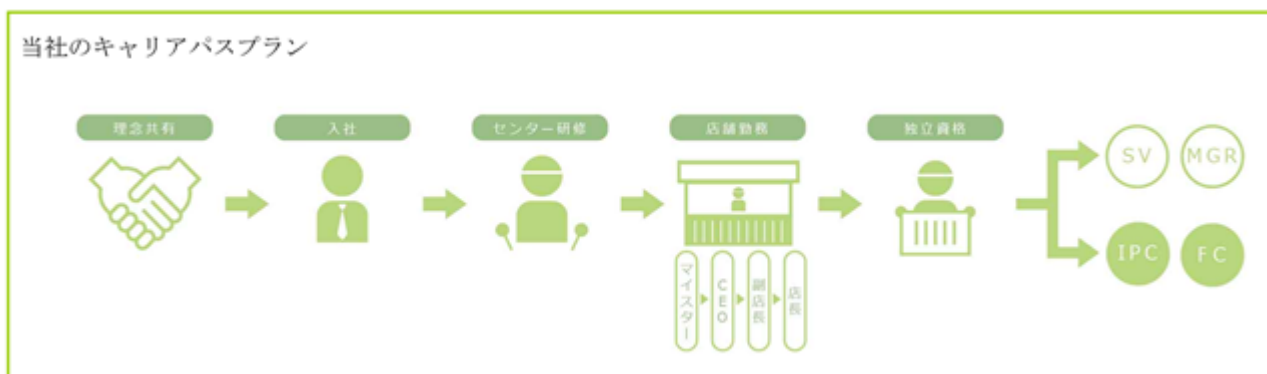 当社のキャリアパスプラン
理念共有
入社
センター研修
店舗勤務
独立資格
SV
MGR
IPC
FC
マイスター
CEO
副店長
店長